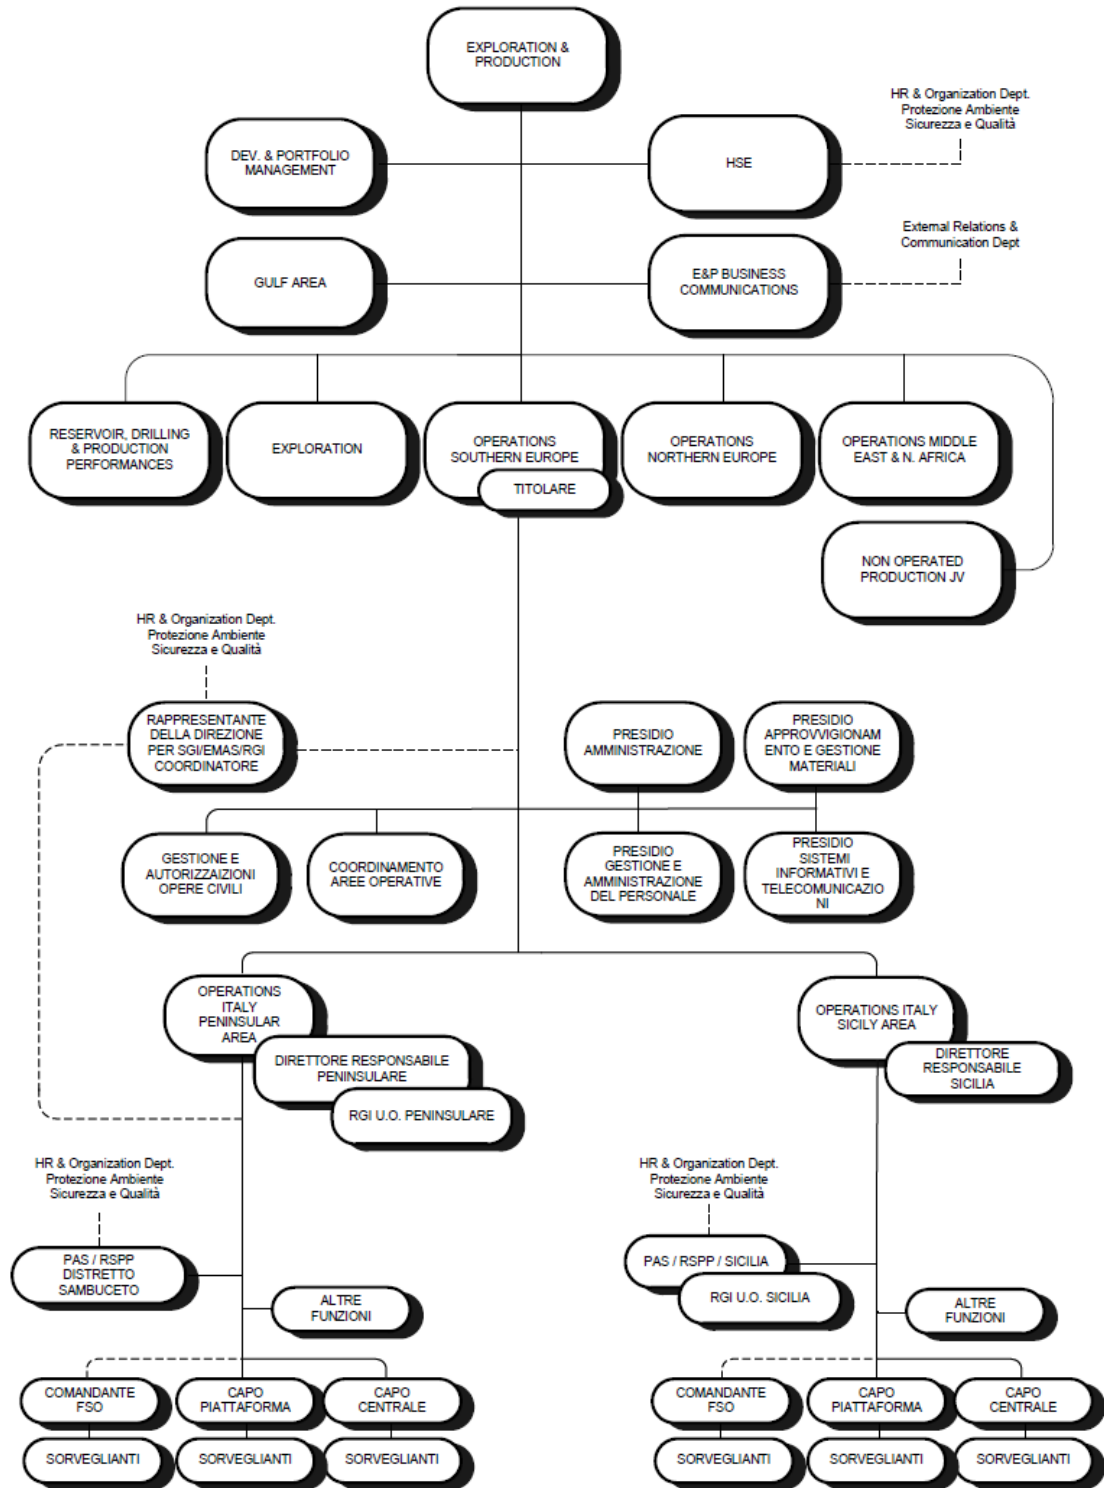 EXPLORATION &
PRODUCTION
HR & Organization Dept.
Protezione Ambiente
Sicurezza e Qualità
DEV. & PORTFOLIO
MANAGEMENT
HSE
External Relations &
Communication Dept
GULF AREA
E&P BUSINESS
COMMUNICATIONS
RESERVOIR, DRILLING
& PRODUCTION
PERFORMANCES
EXPLORATION
OPERATIONS
SOUTHERN EUROPE
TITOLARE
OPERATIONS
NORTHERN EUROPE
OPERATIONS MIDDLE
EAST & N. AFRICA
NON OPERATED
PRODUCTION JV
HR & Organization Dept.
Protezione Ambiente
Sicurezza e Qualità
RAPPRESENTANTE
DELLA DIREZIONE
PER SGI/EMAS/RGI
COORDINATORE
PRESIDIO
AMMINISTRAZIONE
PRESIDIO
APPROVVIGIONAM
ENTO E GESTIONE
MATERIALI
GESTIONE E
AUTORIZZAIZIONI
OPERE CIVILI
COORDINAMENTO
AREE OPERATIVE
PRESIDIO
GESTIONE E
AMMINISTRAZIONE
DEL PERSONALE
PRESIDIO
SISTEMI
INFORMATIVI E
TELECOMUNICAZIO
NI
OPERATIONS
ITALY
PENINSULAR
AREA
DIRETTORE RESPONSABILE
PENINSULARE
RGI U.O. PENINSULARE
OPERATIONS ITALY
SICILY AREA
DIRETTORE
RESPONSABILE
SICILIA
HR & Organization Dept.
Protezione Ambiente
Sicurezza e Qualità
PAS / RSPP
DISTRETTO
SAMBUCETO
ALTRE
FUNZIONI
HR & Organization Dept.
Protezione Ambiente
Sicurezza e Qualità
PAS / RSPP / SICILIA
RGI U.O. SICILIA
ALTRE
FUNZIONI
COMANDANTE
FSO
CAPO
PIATTAFORMA
CAPO
CENTRALE
COMANDANTE
FSO
CAPO
PIATTAFORMA
CAPO
CENTRALE
SORVEGLIANTI
SORVEGLIANTI
SORVEGLIANTI
SORVEGLIANTI
SORVEGLIANTI
SORVEGLIANTI